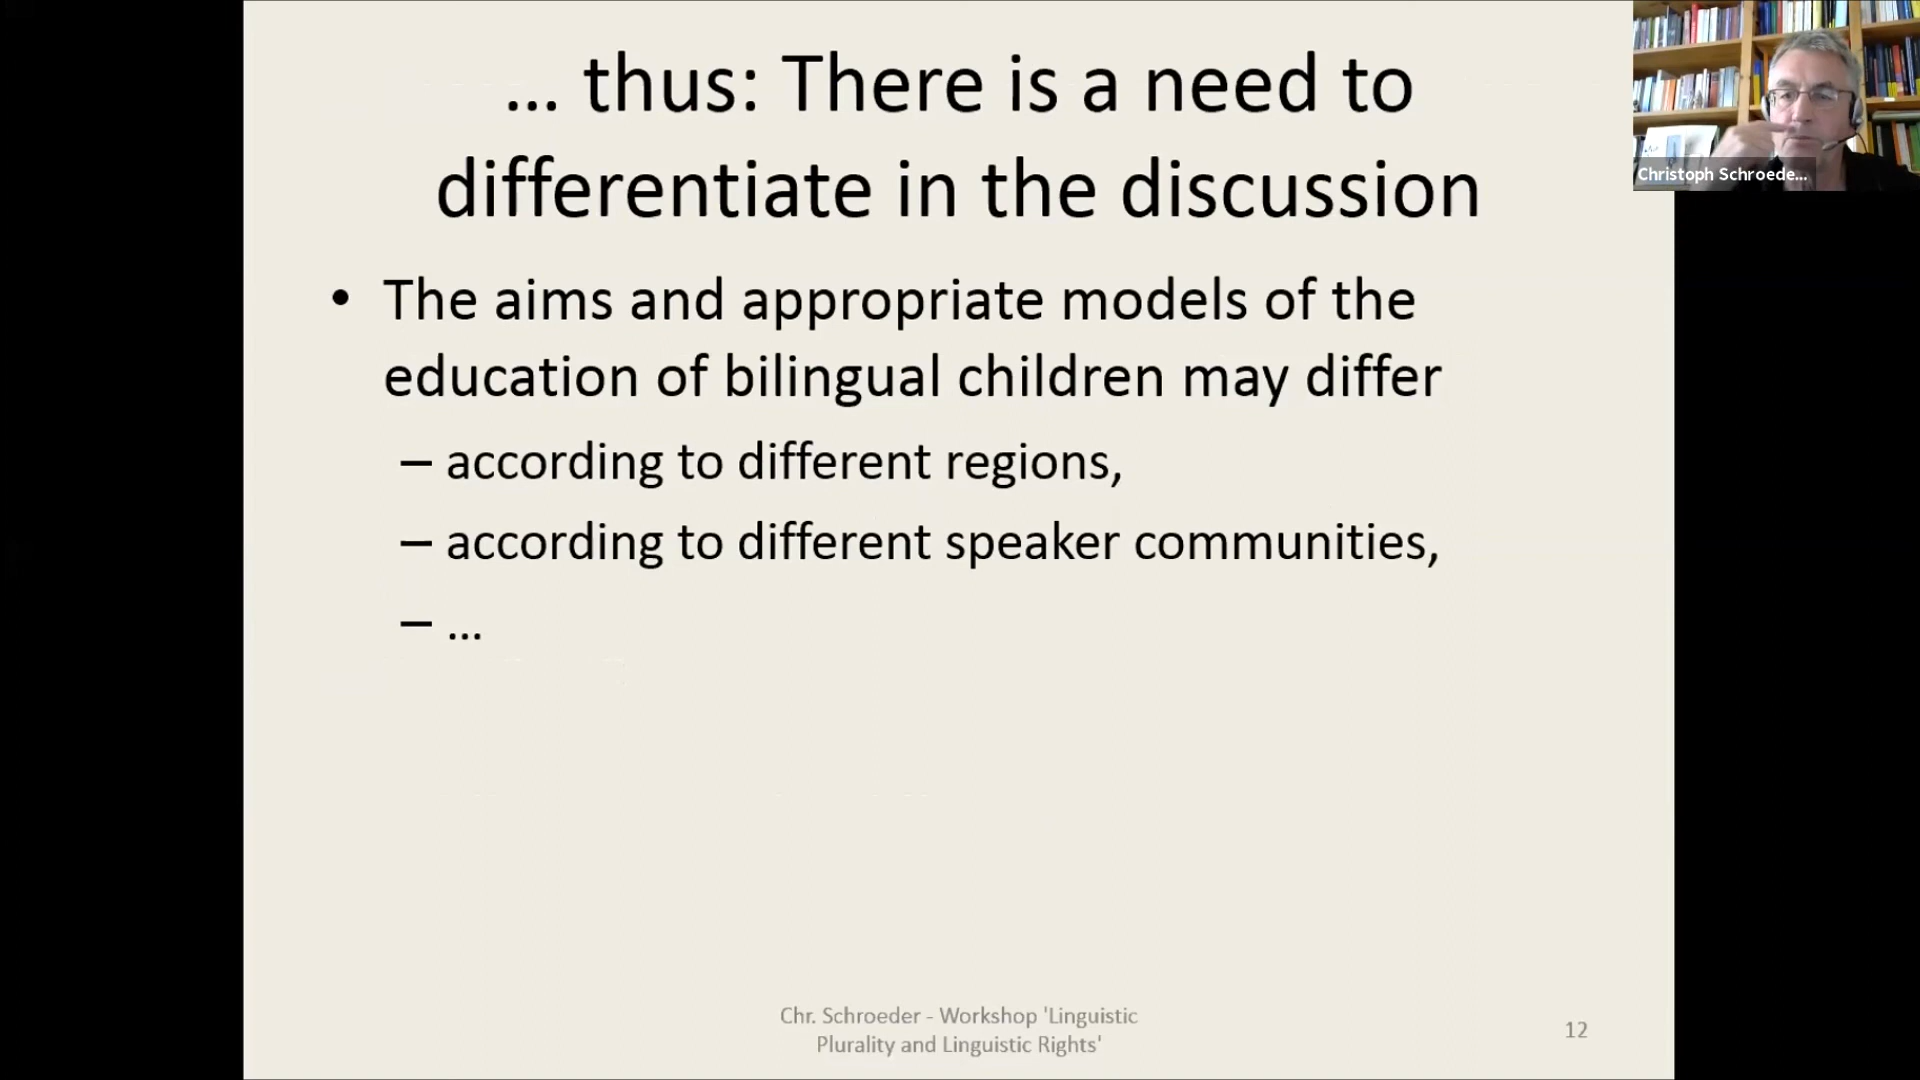 ... thus: There is a need to
differentiate in the discussion
• The aims and appropriate models of the
education of bilingual children may differ
– according to different regions,
– according to different speaker communities,
– ...
Chr. Schroeder - Workshop 'Linguistic
Plurality and Linguistic Rights'
12
Christoph Schroede...